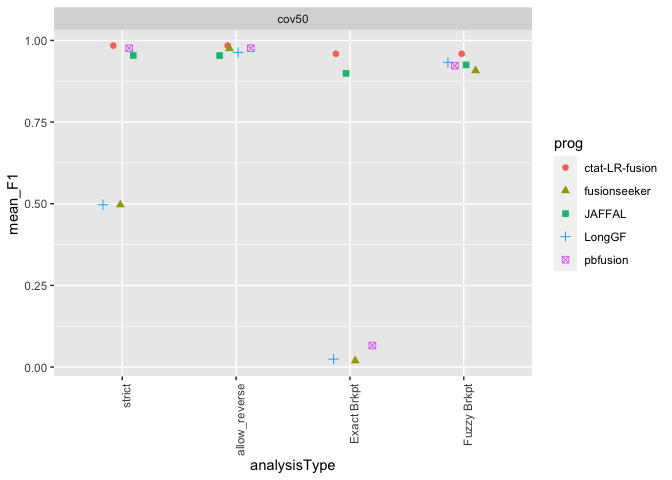 cov50
mean_F1
1.00
0.75
0.50
0.25
0.00
strict
allow_reverse
Exact Brkpt
Fuzzy Brkpt
analysisType
prog
ctat-LR-fusion
fusionseeker
JAFFAL
LongGF
pbfusion